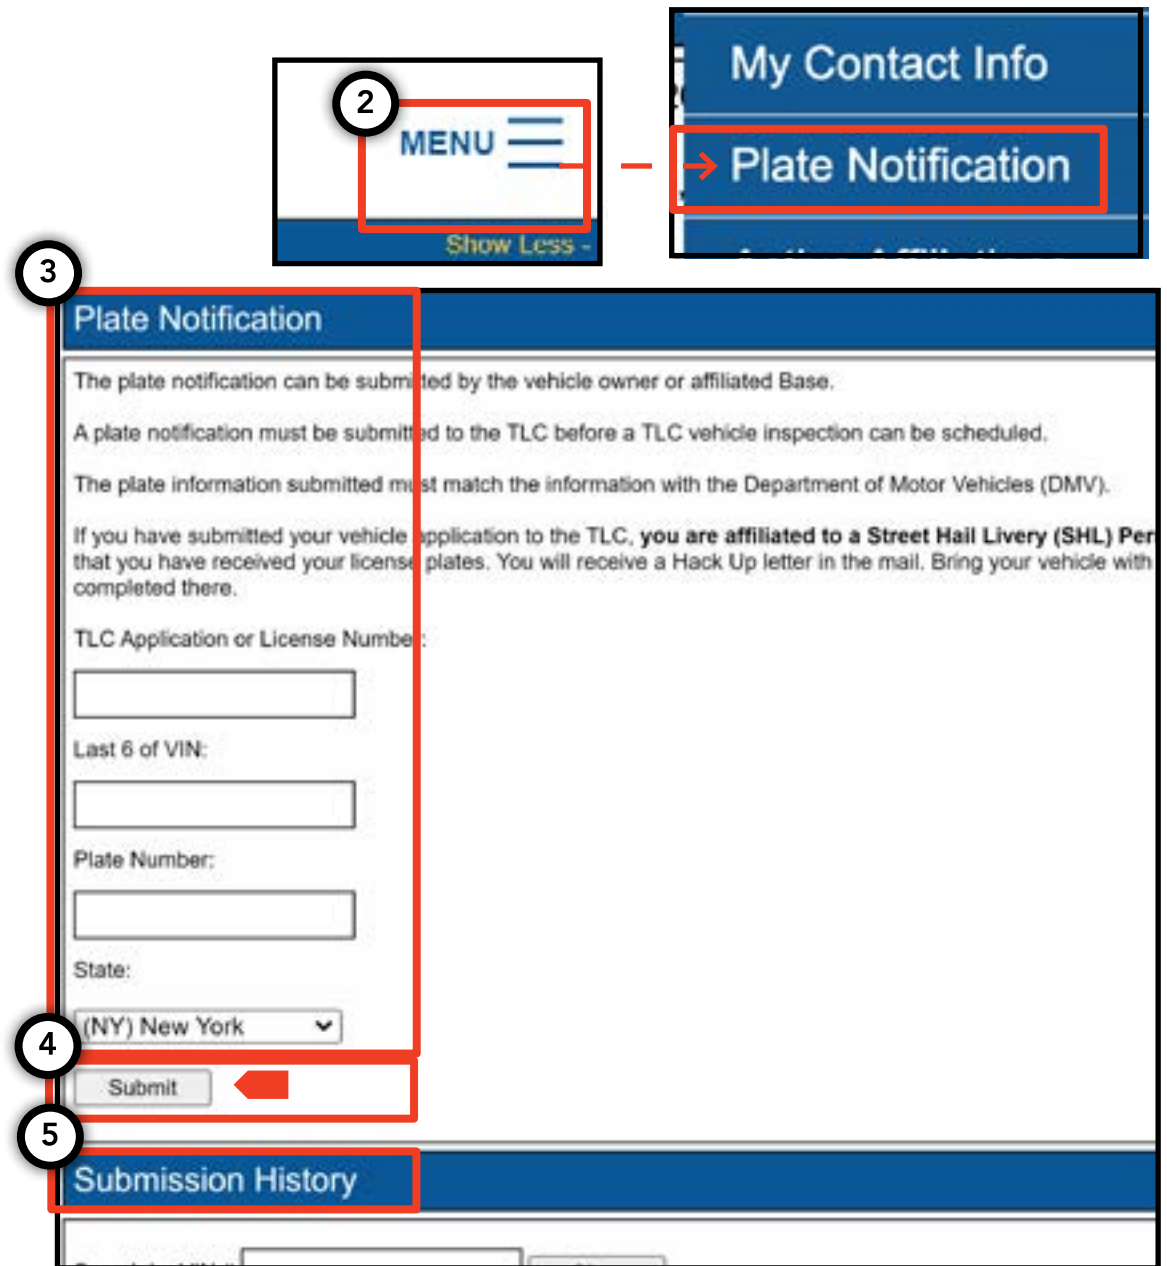 2
MENU
Show Less -
My Contact Info
Plate Notification
3
Plate Notification
The plate notification can be submitted by the vehicle owner or affiliated Base.
A plate notification must be submitted to the TLC before a TLC vehicle inspection can be scheduled.
The plate information submitted must match the information with the Department of Motor Vehicles (DMV).
If you have submitted your vehicle application to the TLC, you are affiliated to a Street Hail Livery (SHL) Per
that you have received your license plates. You will receive a Hack Up letter in the mail. Bring your vehicle with
completed there.
TLC Application or License Number:
Last 6 of VIN:
Plate Number:
State:
(NY) New York
4
Submit
5
Submission History